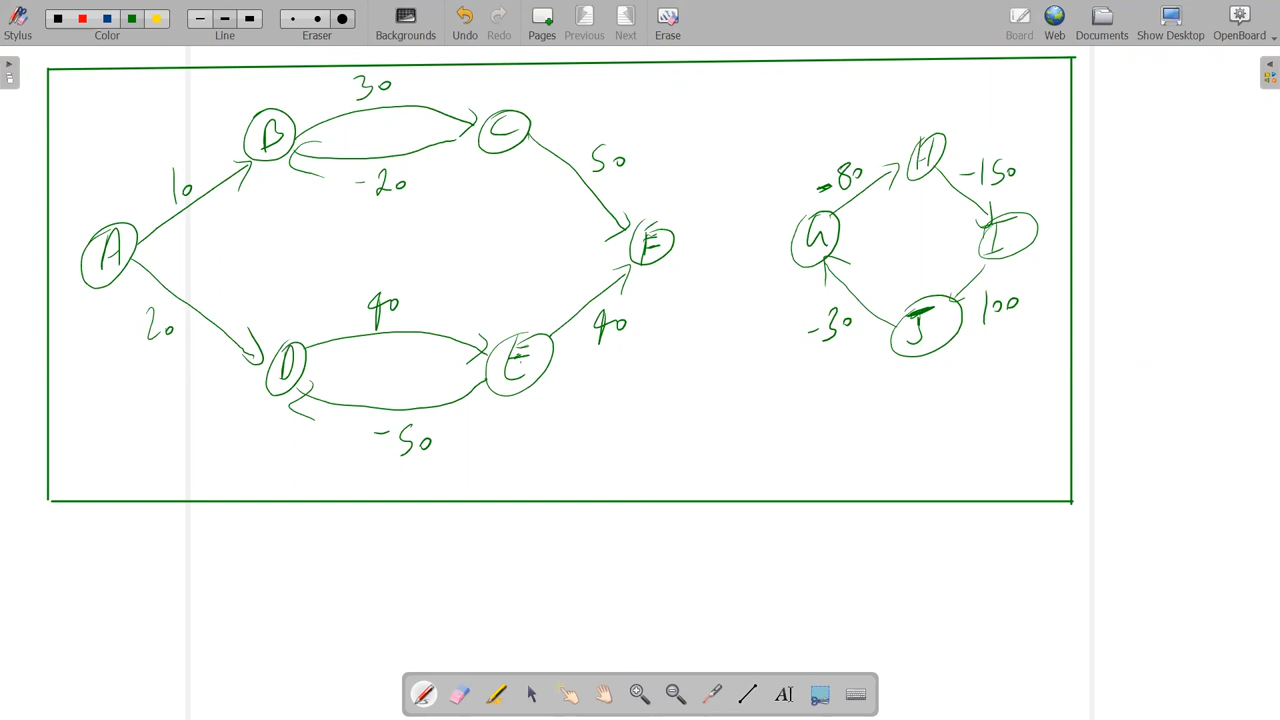 Stylus
Color
Line
Eraser
Backgrounds
Undo
Redo
Pages
Previous
Next
Erase
Board
Web
Documents
Show Desktop
OpenBoard
30
B
C
50
10
-20
H
-80
-150
A
F
G
I
20
40
40
-30
100
J
D
E
-50
AI